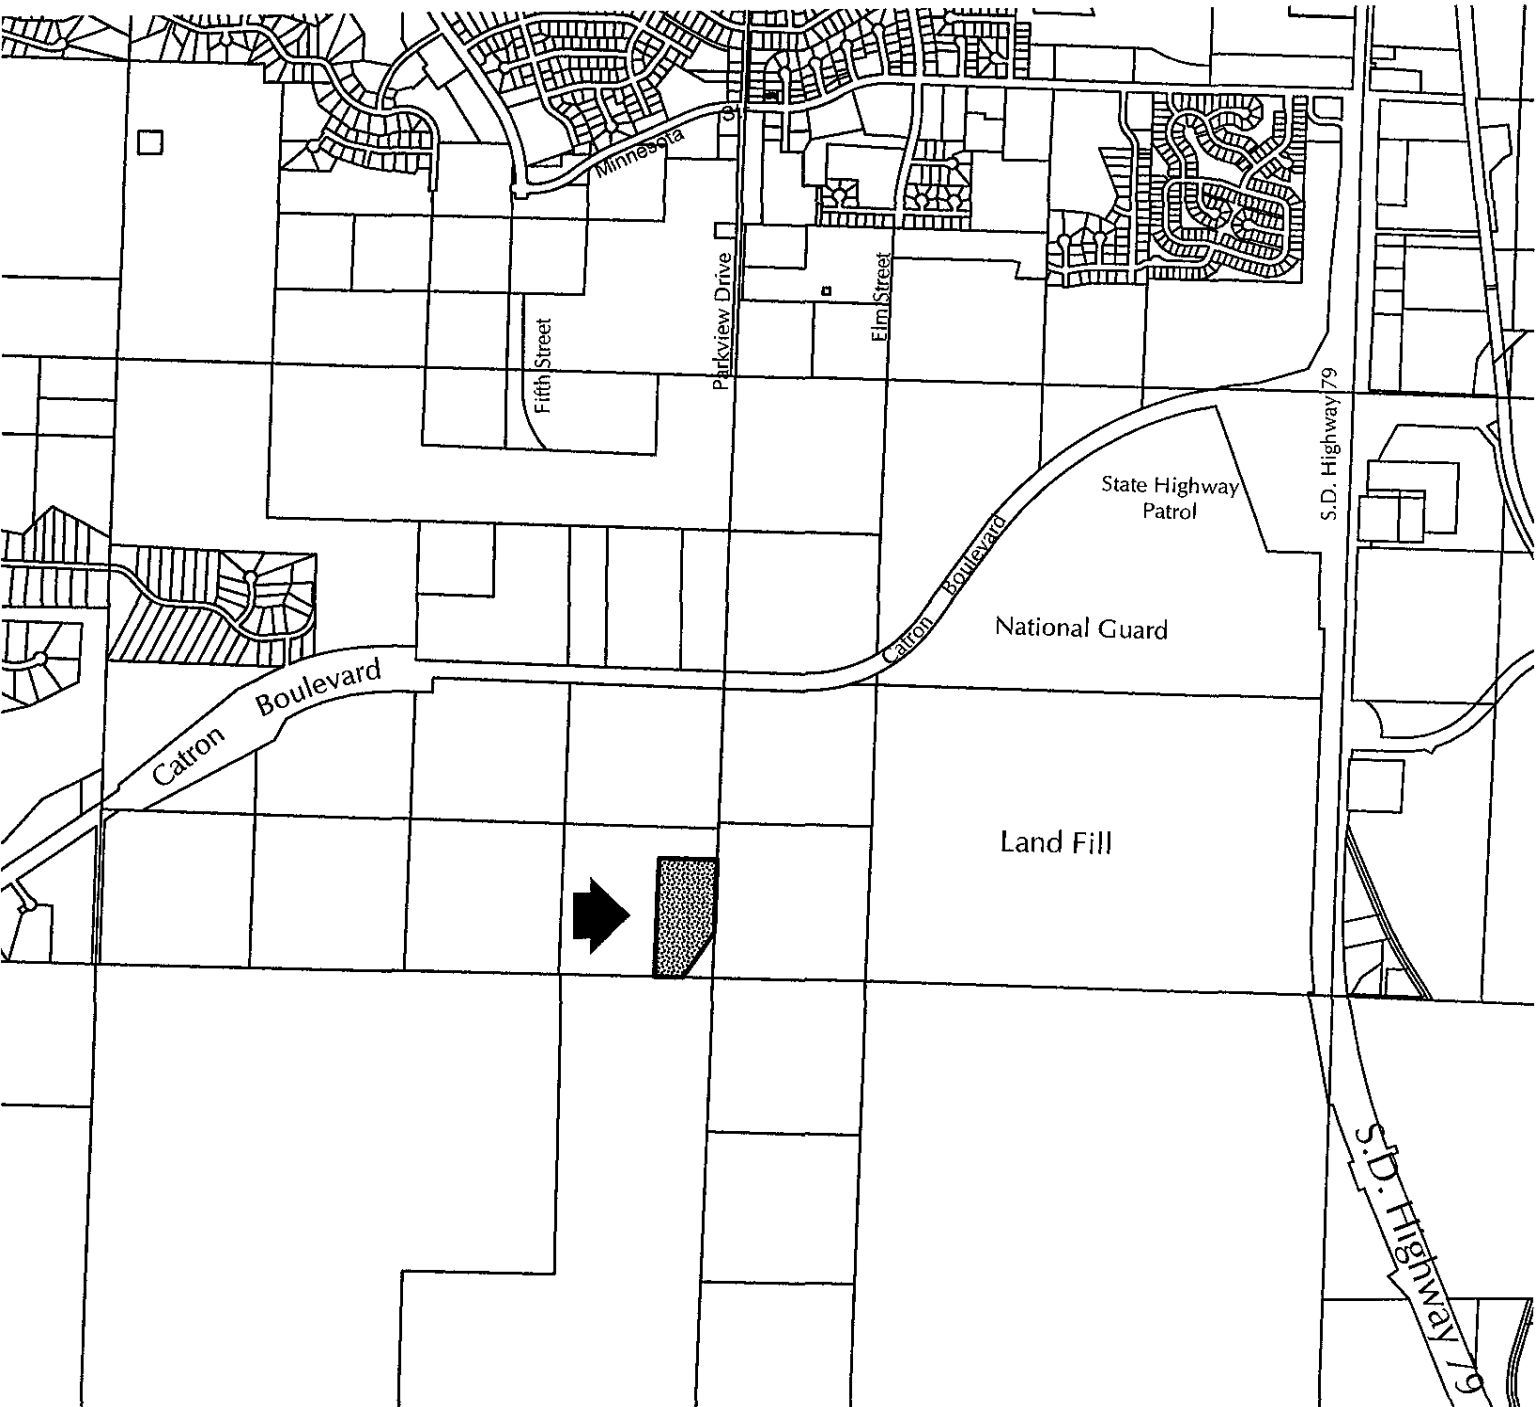 Minnesota
St
Parkview Drive
Elm Street
Fifth Street
S.D. Highway 79
State Highway
Patrol
Catron Boulevard
National Guard
Catron Boulevard
Land Fill
S.D. Highway 79